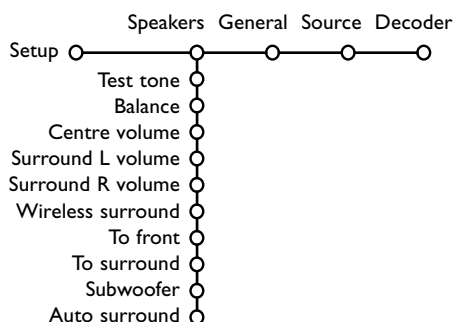 Speakers General Source Decoder
Setup
Test tone
Balance
Centre volume
Surround L volume
Surround R volume
Wireless surround
To front
To surround
Subwoofer
Auto surround